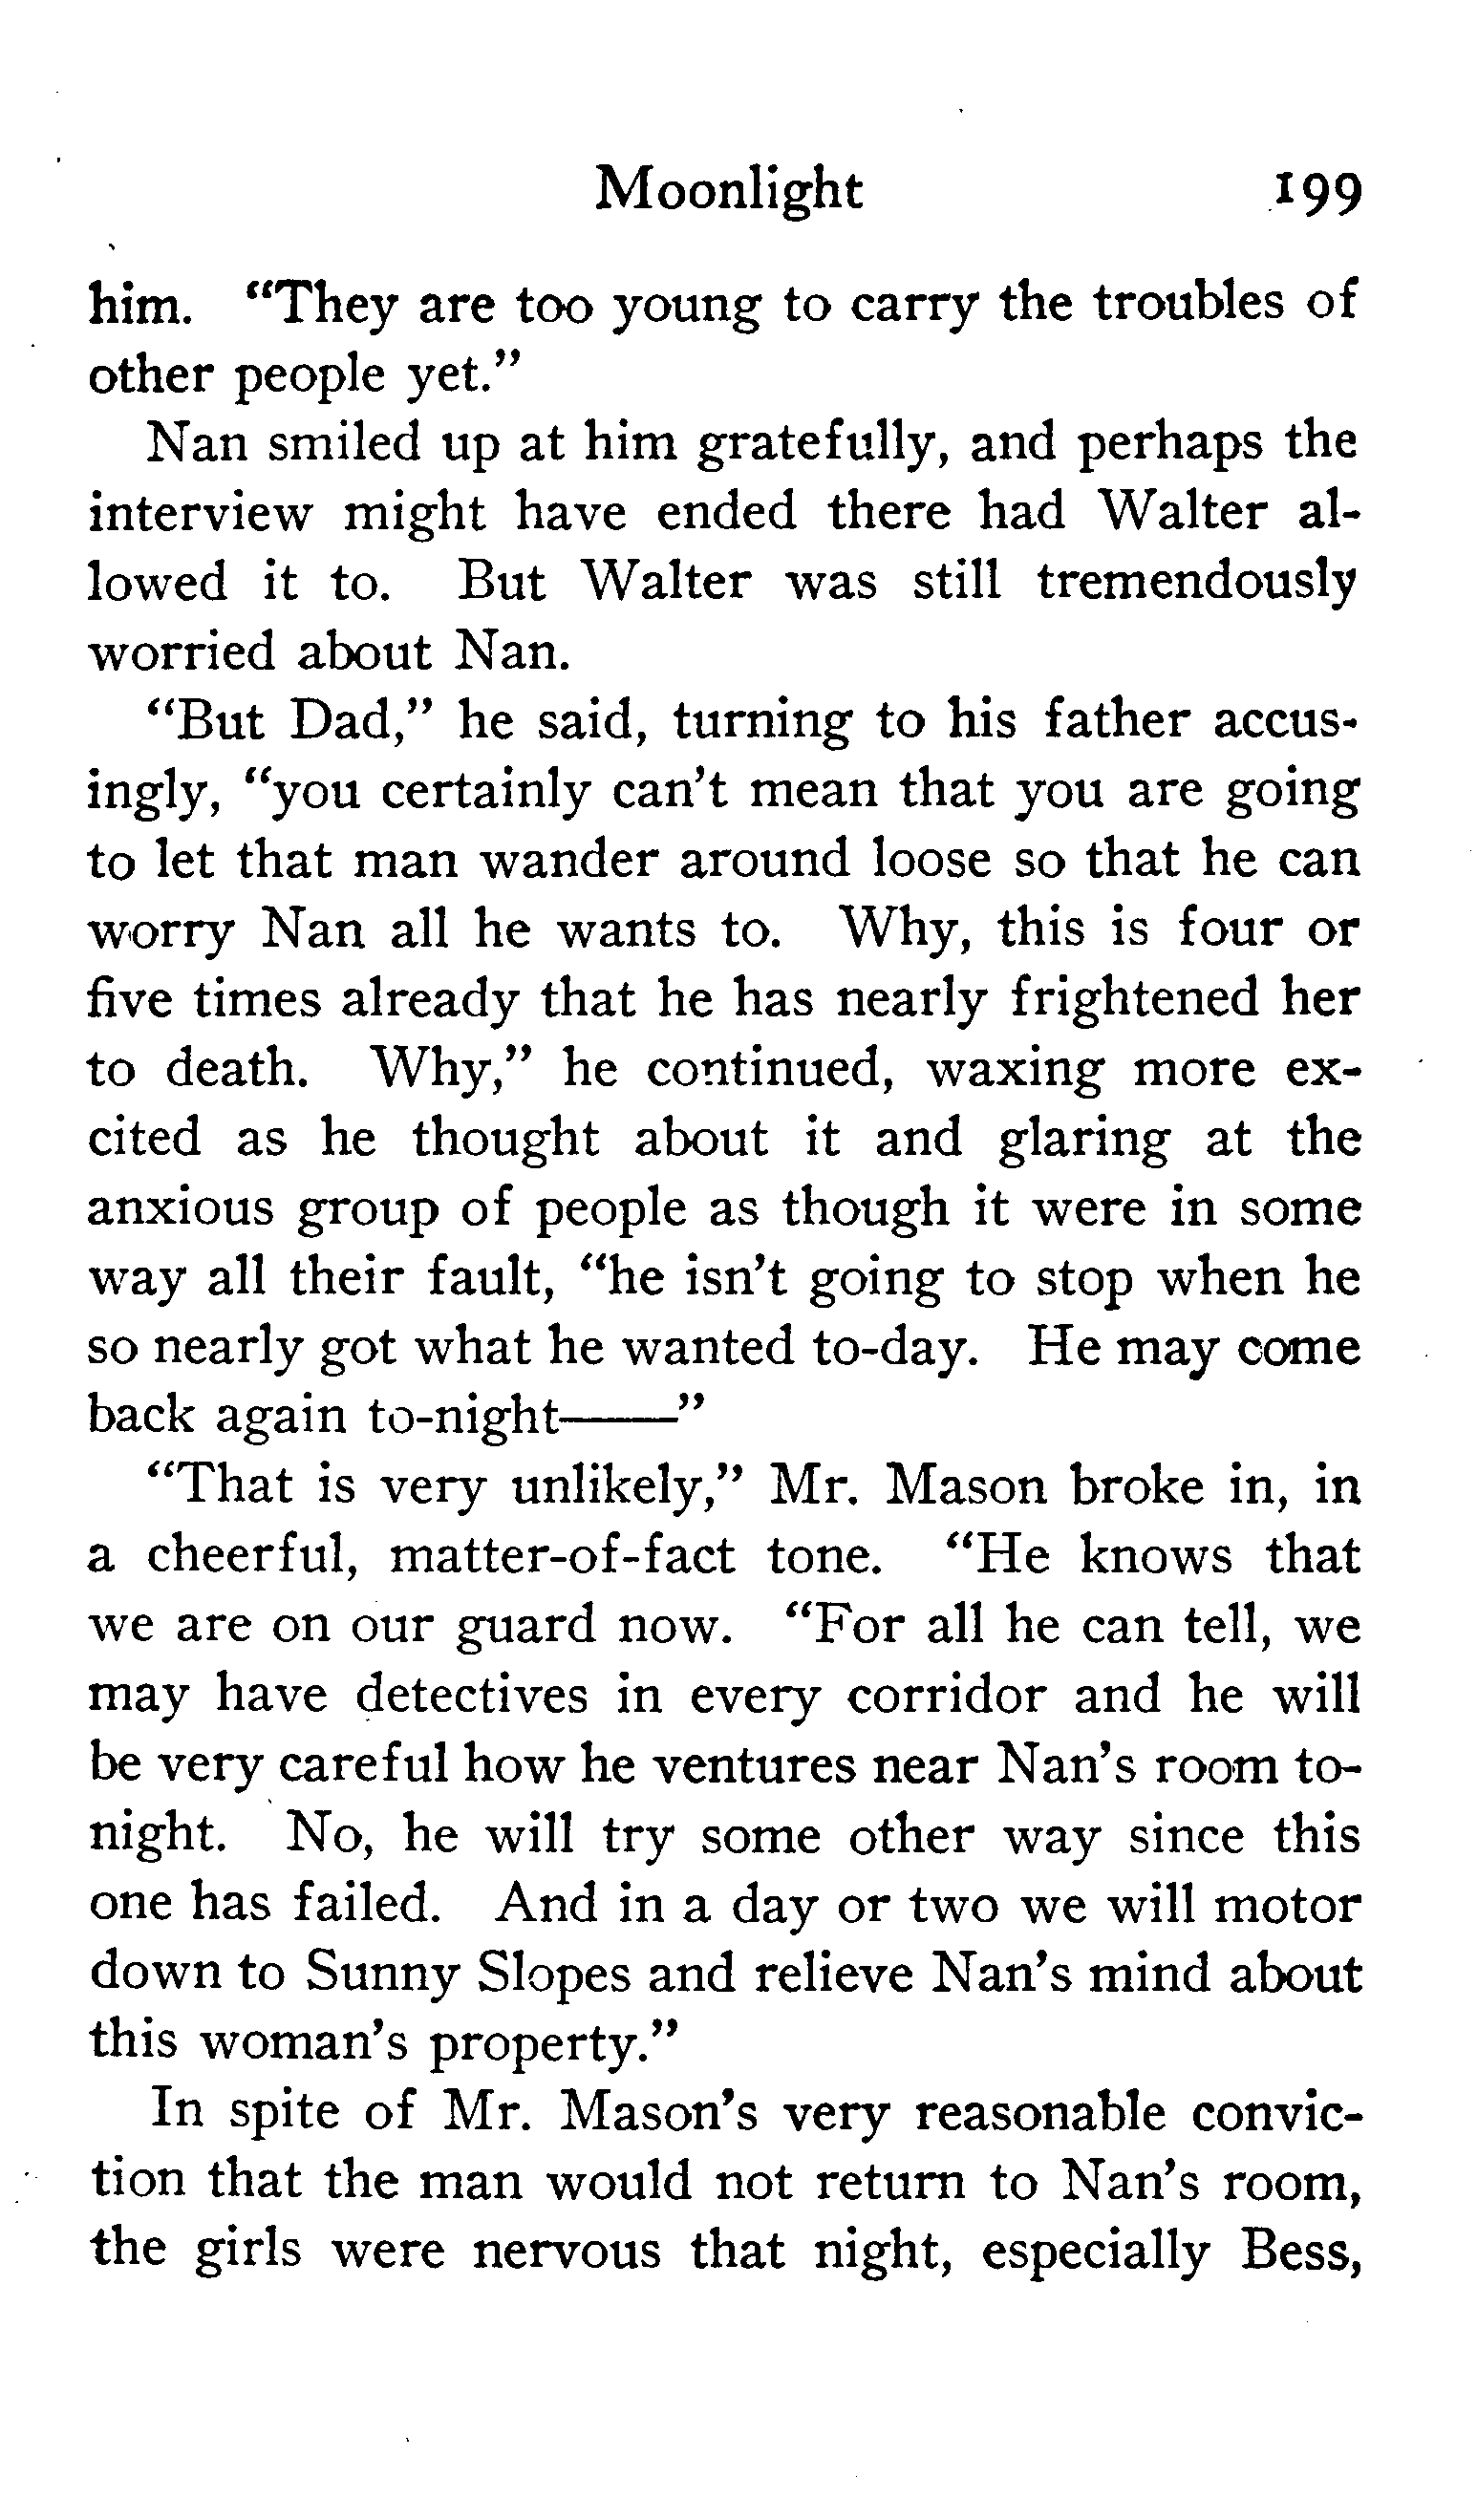 Moonlight 199
him. "They are too young to carry the troubles of
other people yet."
Nan smiled up at him gratefully, and perhaps the
interview might have ended there had Walter al-
lowed it to. But Walter was still tremendously
worried about Nan.
"But Dad," he said, turning to his father accus-
ingly, "you certainly can't mean that you are going
to let that man wander around loose so that he can
worry Nan all he wants to. Why, this is four or
five times already that he has nearly frightened her
to death. Why," he continued, waxing more ex-
cited as he thought about it and glaring at the
anxious group of people as though it were in some
way all their fault, "he isn't going to stop when he
so nearly got what he wanted to-day. He may come
back again to-night——"
"That is very unlikely," Mr. Mason broke in, in
a cheerful, matter-of-fact tone. "He knows that
we are on our guard now. "For all he can tell, we
may have detectives in every corridor and he will
be very careful how he ventures near Nan's room to-
night. No, he will try some other way since this
one has failed. And in a day or two we will motor
down to Sunny Slopes and relieve Nan's mind about
this woman's property."
In spite of Mr. Mason's very reasonable convic-
tion that the man would not return to Nan's room,
the girls were nervous that night, especially Bess,